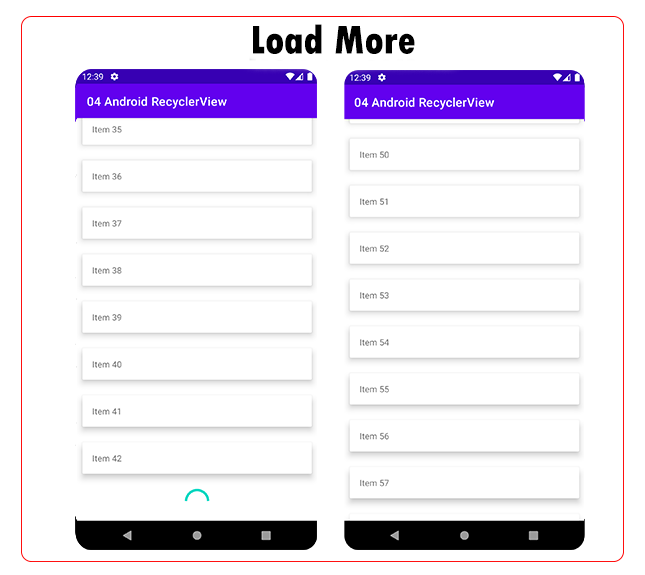 Load More
12:39
04 Android RecyclerView
Item 35
Item 36
Item 37
Item 38
Item 39
Item 40
Item 41
Item 42
12:39
04 Android RecyclerView
Item 50
Item 51
Item 52
Item 53
Item 54
Item 55
Item 56
Item 57